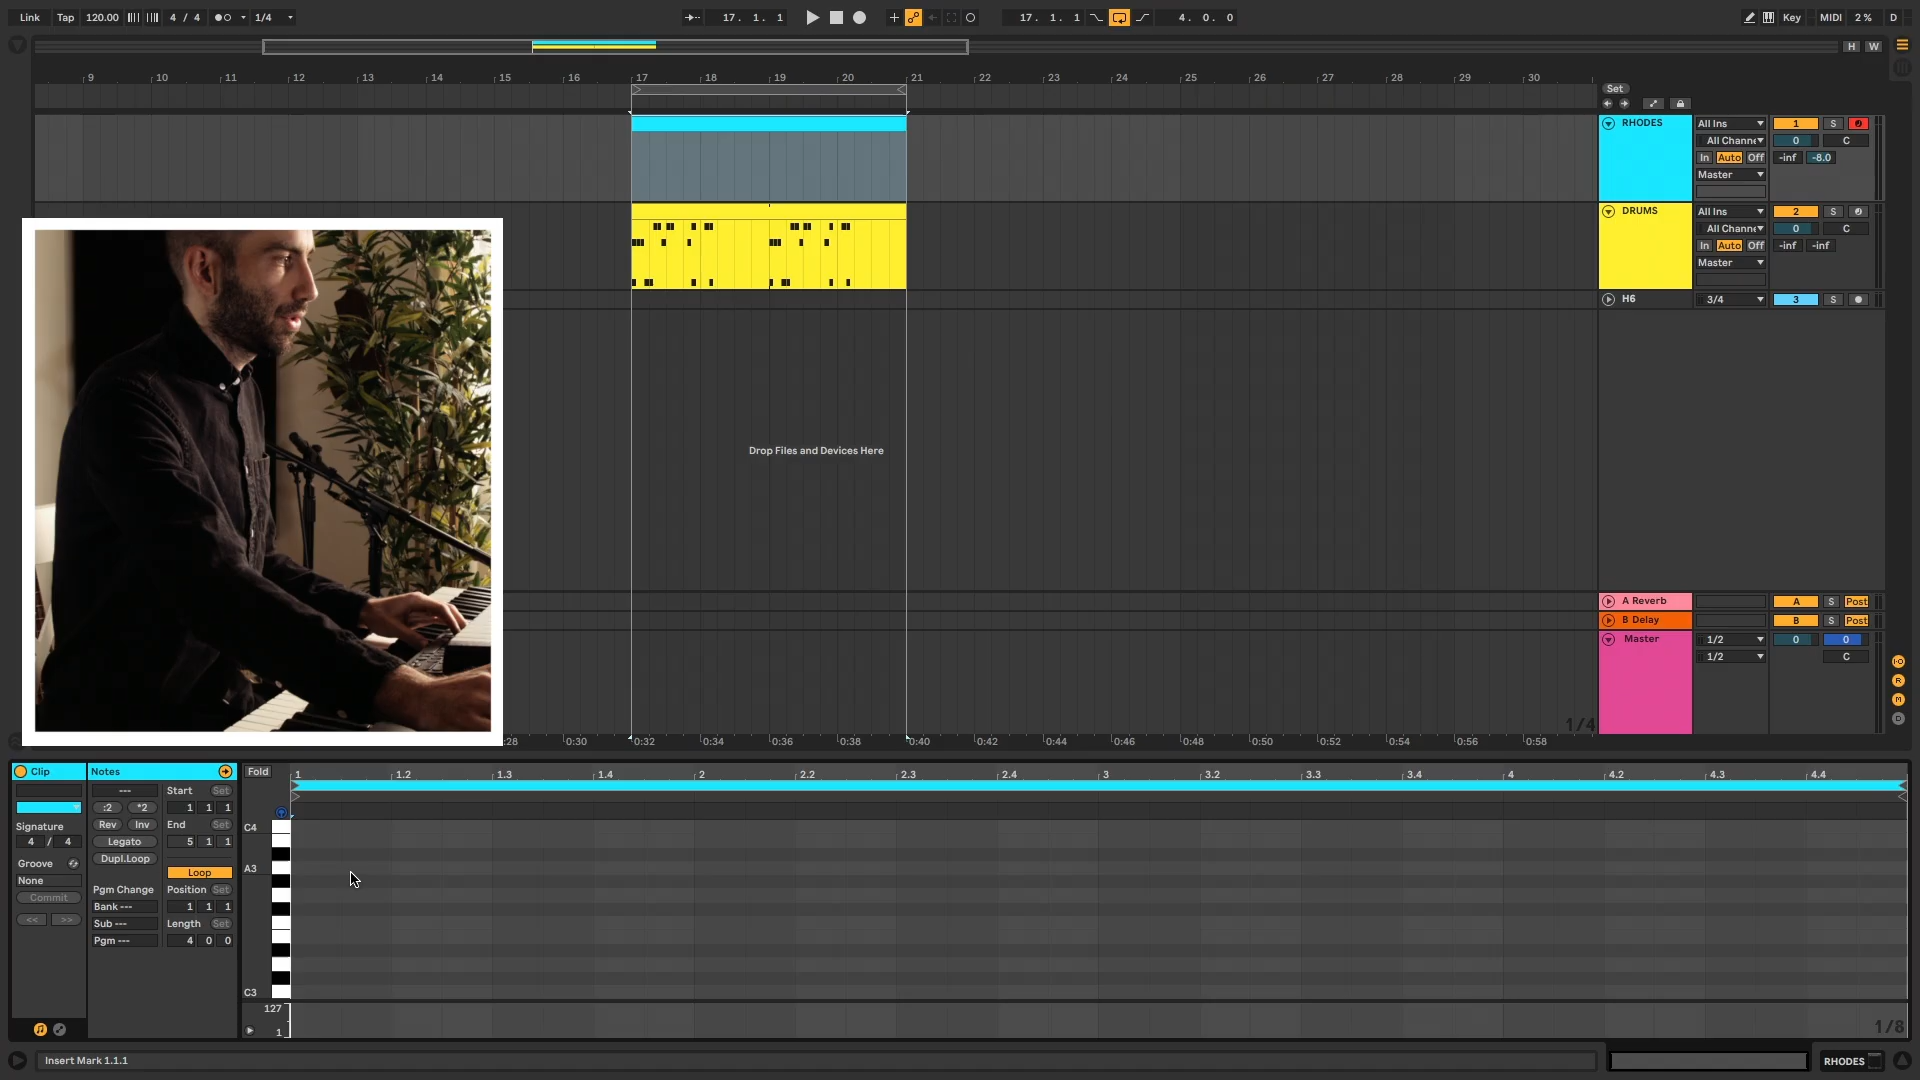 Link Tap 120.00 4 / 4 1/4 17. 1. 1 17. 1. 1 4. 0. 0 Key MIDI 2 % D
H W
9 10 11 12 13 14 15 16 17 18 19 20 21 22 23 24 25 26 27 28 29 30
Set
RHODES All Ins 1 S
All Channe 0 C
In Auto Off -inf -8.0
Master
DRUMS All Ins 2 S
All Channe 0 C
In Auto Off -inf -inf
Master
H6 3/4 3 S
Drop Files and Devices Here
A Reverb A S Post
B Delay B S Post
Master 1/2 0 0
1/2 C
1/4
:28 0:30 0:32 0:34 0:36 0:38 0:40 0:42 0:44 0:46 0:48 0:50 0:52 0:54 0:56 0:58
I·O
R
M
D
Clip Notes Fold 1 1.2 1.3 1.4 2 2.2 2.3 2.4 3 3.2 3.3 3.4 4 4.2 4.3 4.4
--- Start Set
:2 *2 1 1 1
Signature Rev Inv End Set
4 / 4 Legato 5 1 1
Dupl.Loop
Groove Loop
None Pgm Change Position Set
Commit Bank --- 1 1 1
<< >> Sub --- Length Set
Pgm --- 4 0 0
C4
A3
C3
127
1
1/8
Insert Mark 1.1.1 RHODES